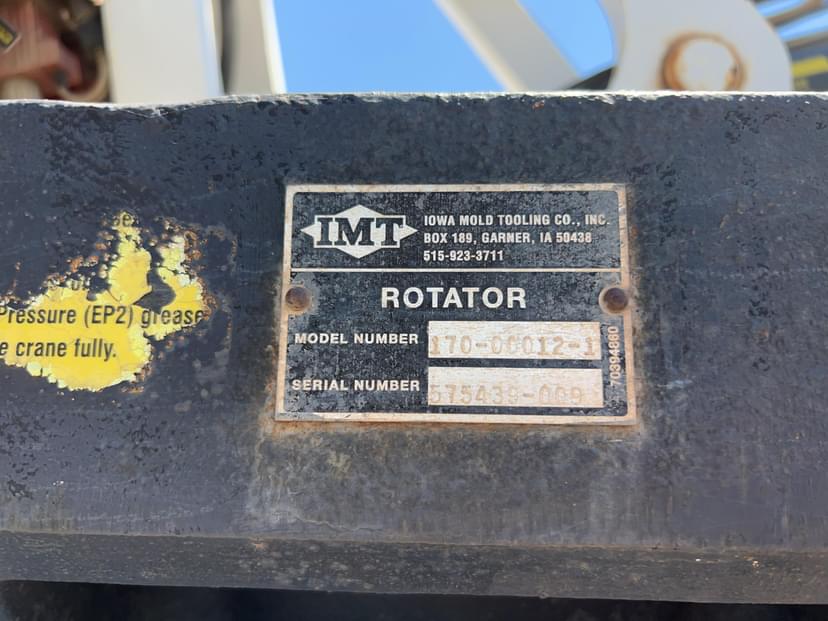 IMT
IOWA MOLD TOOLING CO., INC.
BOX 189, GARNER, IA 50438
515-923-3711
ROTATOR
MODEL NUMBER 170-00012-1
SERIAL NUMBER 575439-009
70394860
Pressure (EP2) grease
e crane fully.